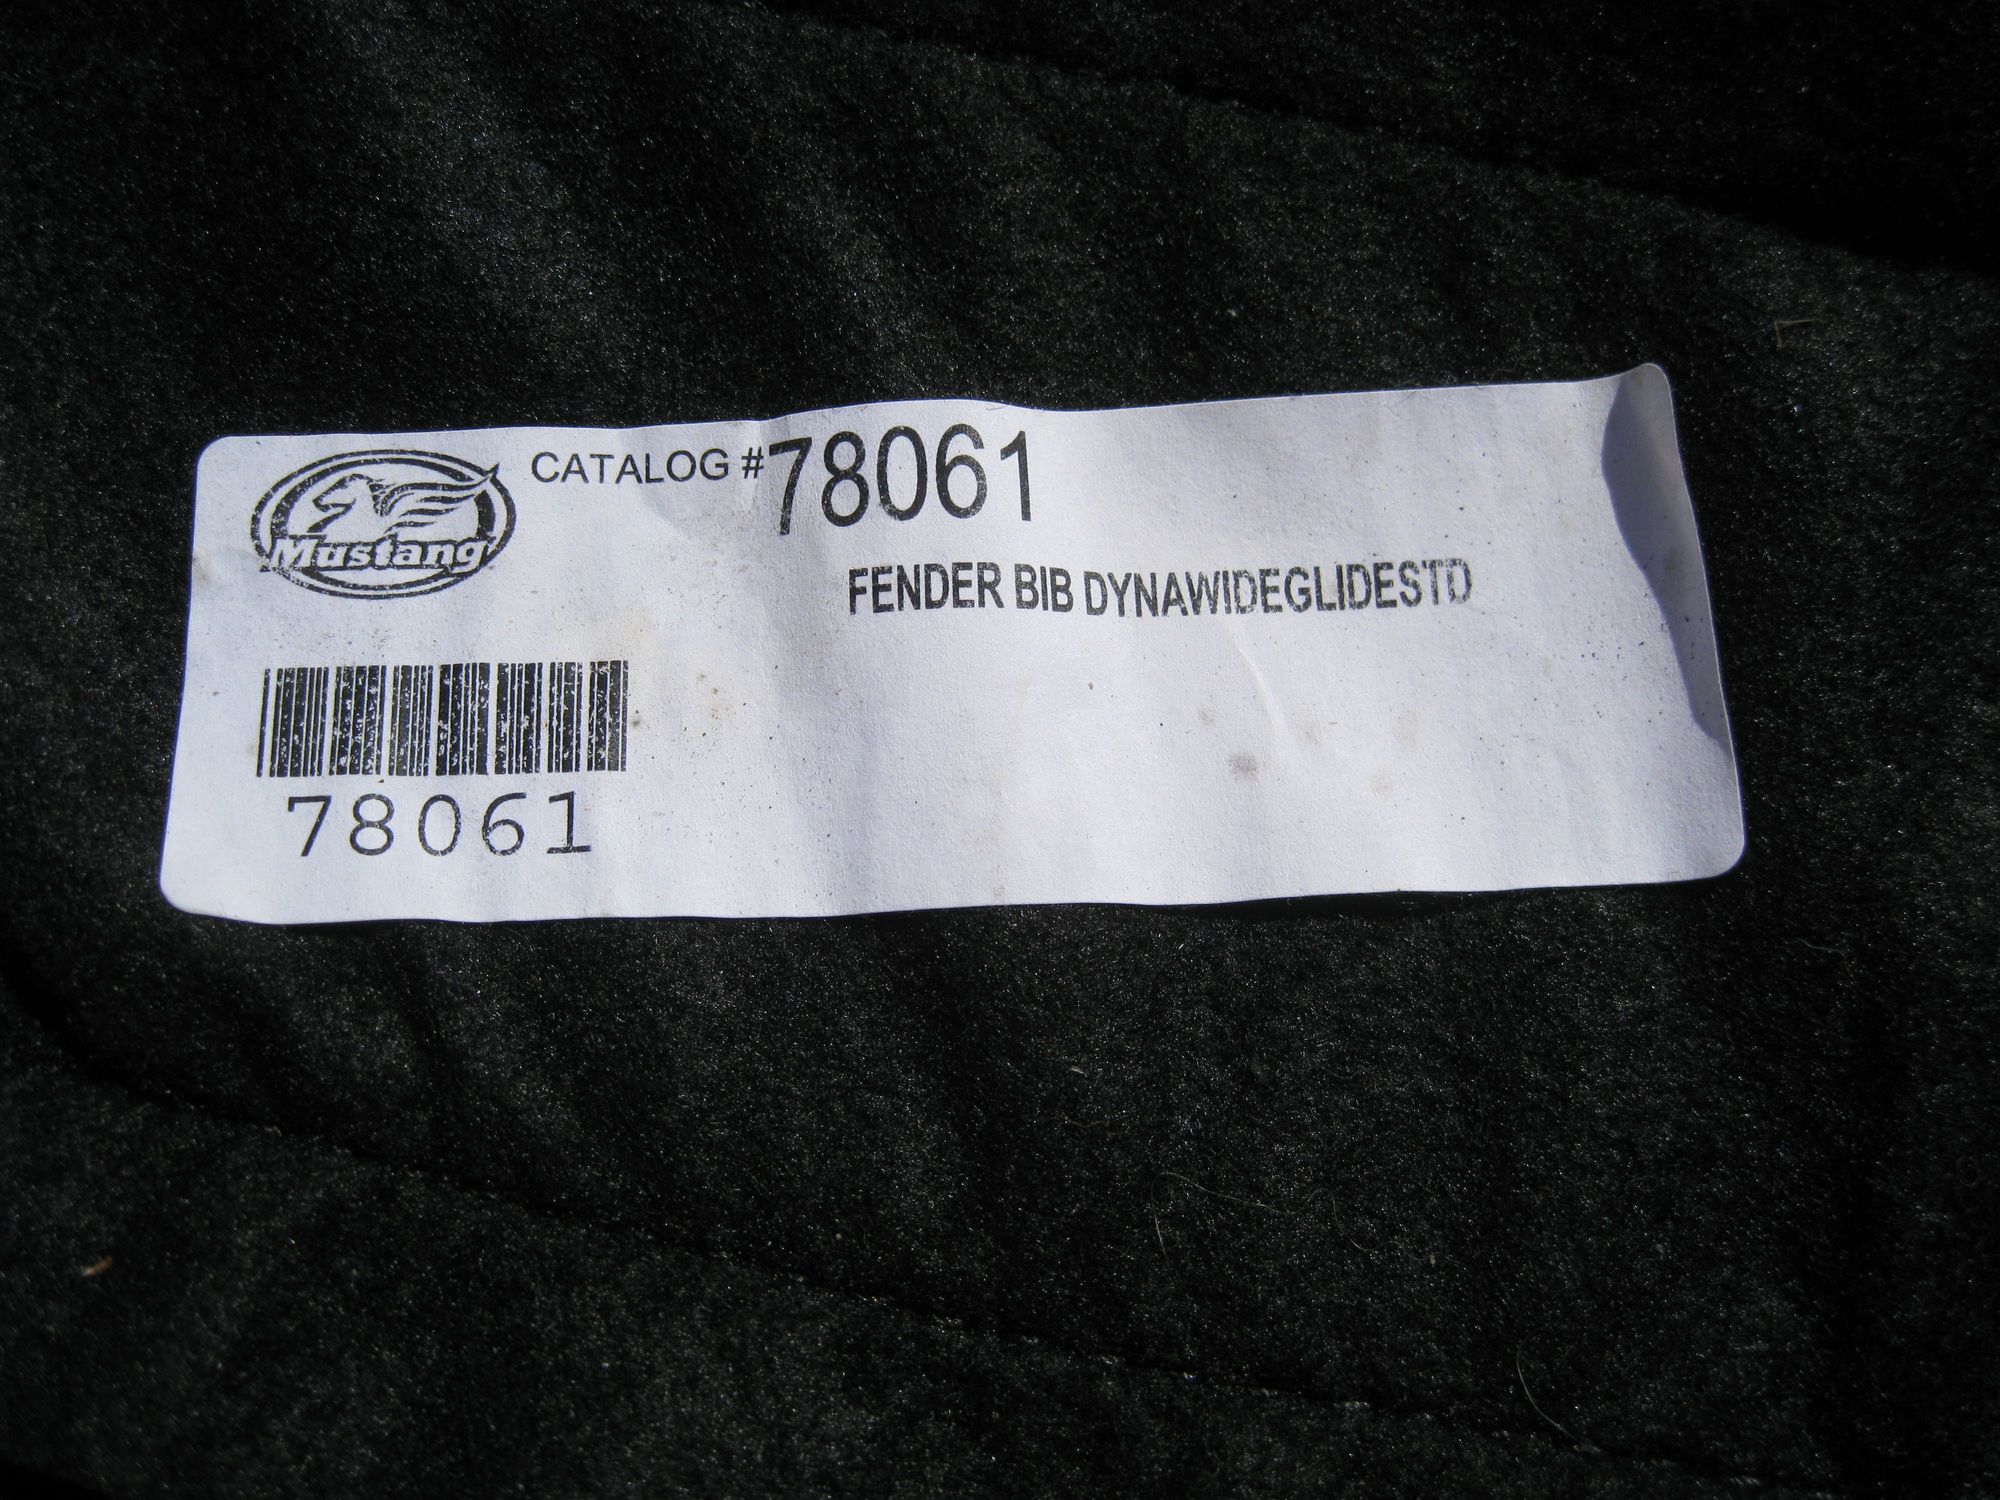 Mustang
CATALOG #78061
FENDER BIB DYNAWIDEGLIDESTD
78061